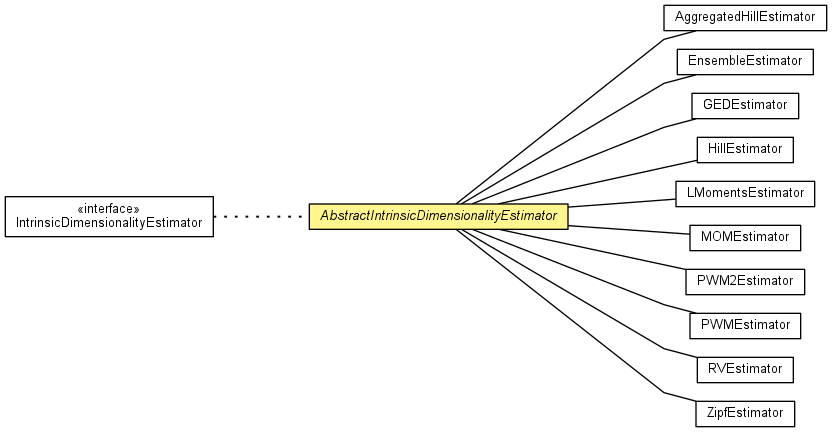 «interface»
IntrinsicDimensionalityEstimator
AbstractIntrinsicDimensionalityEstimator
AggregatedHillEstimator
EnsembleEstimator
GEDEstimator
HillEstimator
LMomentsEstimator
MOMEstimator
PWM2Estimator
PWMEstimator
RVEstimator
ZipfEstimator